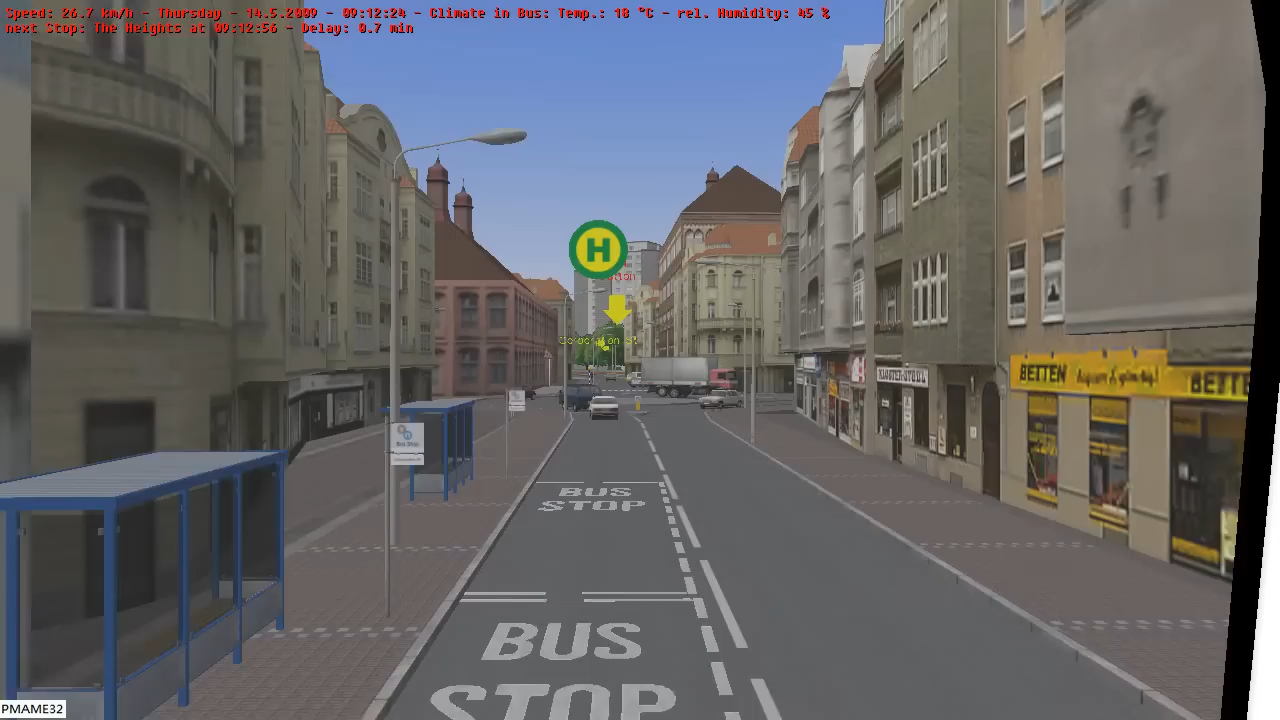 Speed: 26.7 km/h - Thursday - 14.5.2009 - 09:12:24 - Climate in Bus: Temp.: 18 °C - rel. Humidity: 45 %
next Stop: The Heights at 09:12:56 - Delay: 0.7 min
H
BETTEN
BETTE
Bus Stop
BUS
STOP
BUS
STOP
PMAME32